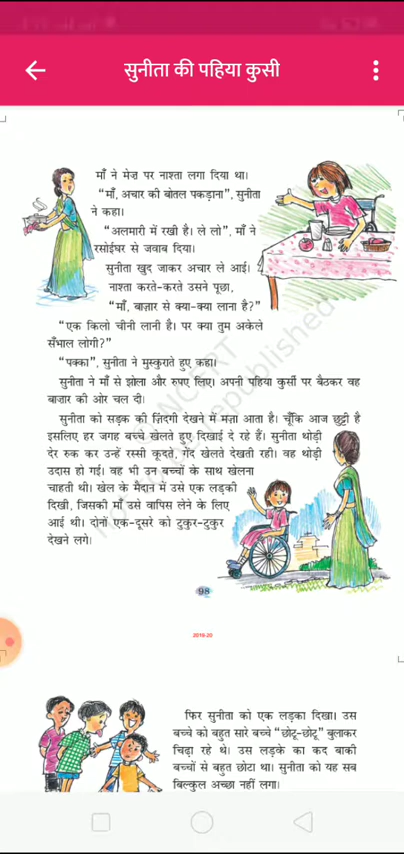 सुनीता की पहिया कुर्सी
माँ ने मेज़ पर नाश्ता लगा दिया था।
“माँ, अचार की बोतल पकड़ाना”, सुनीता
ने कहा।
“अलमारी में रखी है। ले लो”, माँ ने
रसोईघर से जवाब दिया।
सुनीता खुद जाकर अचार ले आई।
नाश्ता करते-करते उसने पूछा,
“माँ, बाज़ार से क्या-क्या लाना है?”
“एक किलो चीनी लानी है। पर क्या तुम अकेले
सँभाल लोगी?”
“पक्का”, सुनीता ने मुस्कुराते हुए कहा।
सुनीता ने माँ से झोला और रुपए लिए। अपनी पहिया कुर्सी पर बैठकर वह
बाज़ार की ओर चल दी।
सुनीता को सड़क की ज़िंदगी देखने में मज़ा आता है। चूँकि आज छुट्टी है
इसलिए हर जगह बच्चे खेलते हुए दिखाई दे रहे हैं। सुनीता थोड़ी
देर रुक कर उन्हें रस्सी कूदते, गेंद खेलते देखती रही। वह थोड़ी
उदास हो गई। वह भी उन बच्चों के साथ खेलना
चाहती थी। खेल के मैदान में उसे एक लड़की
दिखी, जिसकी माँ उसे वापिस लेने के लिए
आई थी। दोनों एक-दूसरे को टुकुर-टुकुर
देखने लगे।
98
2019-20
फिर सुनीता को एक लड़का दिखा। उस
बच्चे को बहुत सारे बच्चे “छोटू-छोटू” बुलाकर
चिढ़ा रहे थे। उस लड़के का कद बाकी
बच्चों से बहुत छोटा था। सुनीता को यह सब
बिल्कुल अच्छा नहीं लगा।